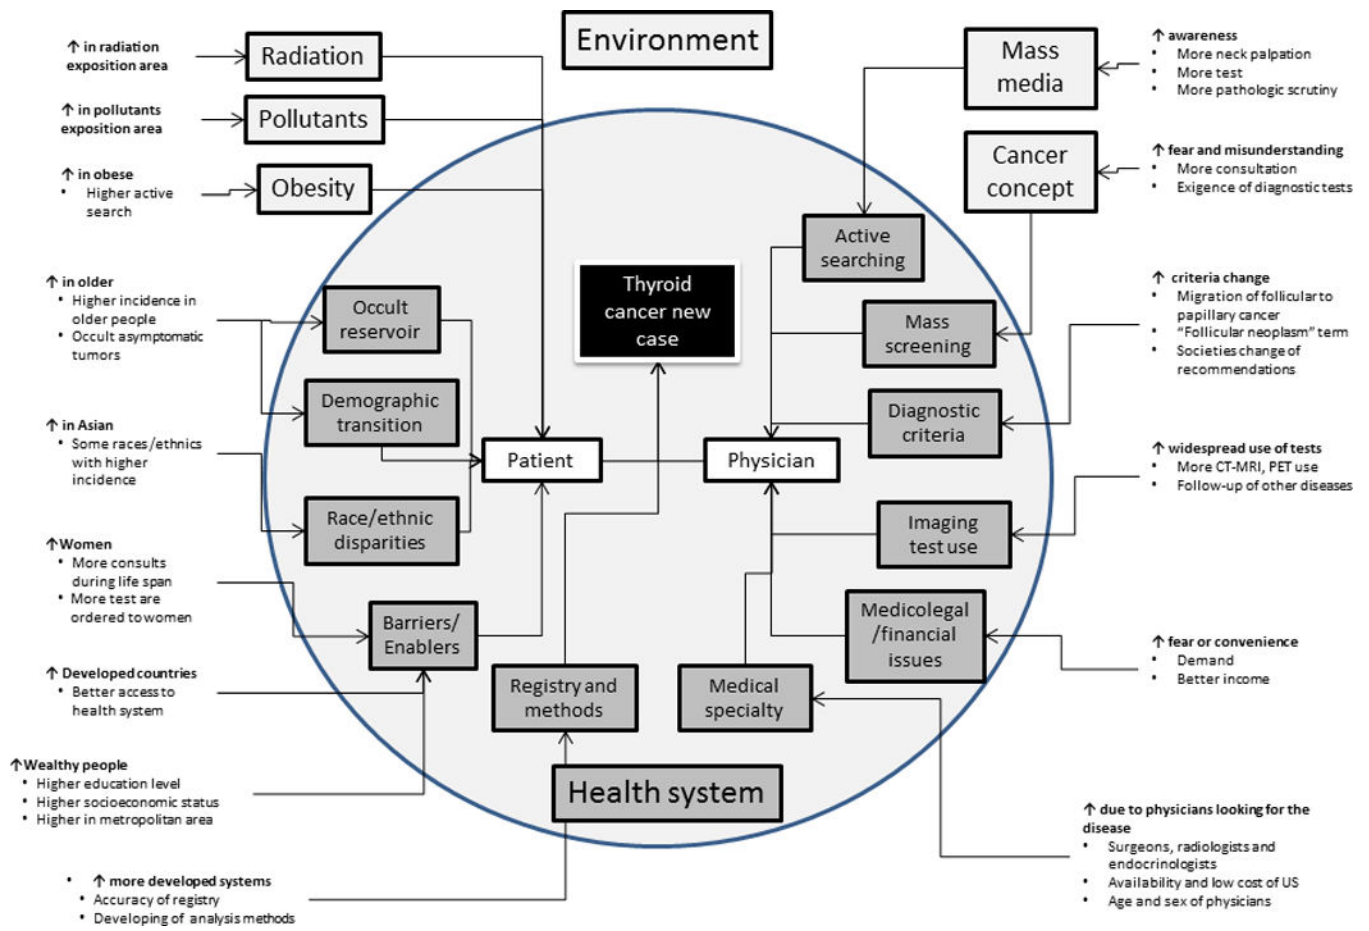 Environment
↑ in radiation
exposition area
Radiation
↑ in pollutants
exposition area
Pollutants
↑ in obese
• Higher active
search
Obesity
Mass
media
↑ awareness
• More neck palpation
• More test
• More pathologic scrutiny
Cancer
concept
↑ fear and misunderstanding
• More consultation
• Exigence of diagnostic tests
↑ in older
• Higher incidence in
older people
• Occult asymptomatic
tumors
Occult
reservoir
Demographic
transition
↑ in Asian
• Some races/ethnics
with higher
incidence
Race/ethnic
disparities
↑Women
• More consults
during life span
• More test are
ordered to women
Barriers/
Enablers
↑ Developed countries
• Better access to
health system
↑Wealthy people
• Higher education level
• Higher socioeconomic status
• Higher in metropolitan area
• ↑ more developed systems
• Accuracy of registry
• Developing of analysis methods
Thyroid
cancer new
case
Patient
Physician
Registry and
methods
Health system
Active
searching
Mass
screening
Diagnostic
criteria
↑ criteria change
• Migration of follicular to
papillary cancer
• “Follicular neoplasm” term
• Societies change of
recommendations
Imaging
test use
↑ widespread use of tests
• More CT-MRI, PET use
• Follow-up of other diseases
Medicolegal
/financial
issues
↑ fear or convenience
• Demand
• Better income
Medical
specialty
↑ due to physicians looking for the
disease
• Surgeons, radiologists and
endocrinologists
• Availability and low cost of US
• Age and sex of physicians